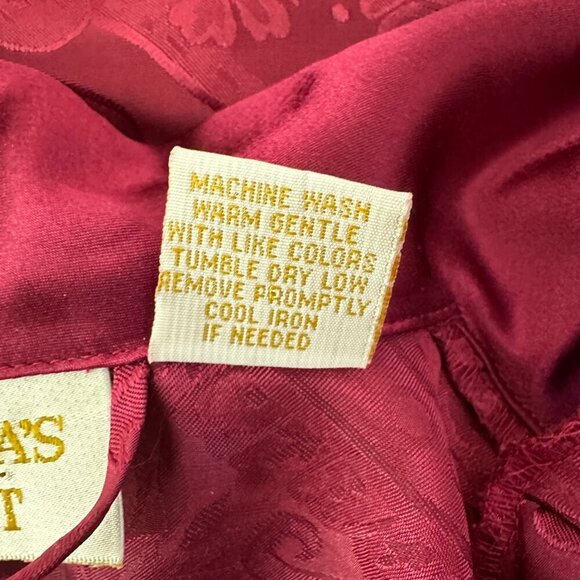 MACHINE WASH
WARM GENTLE
WITH LIKE COLORS
TUMBLE DRY LOW
REMOVE PROMPTLY
COOL IRON
IF NEEDED
A'S
T